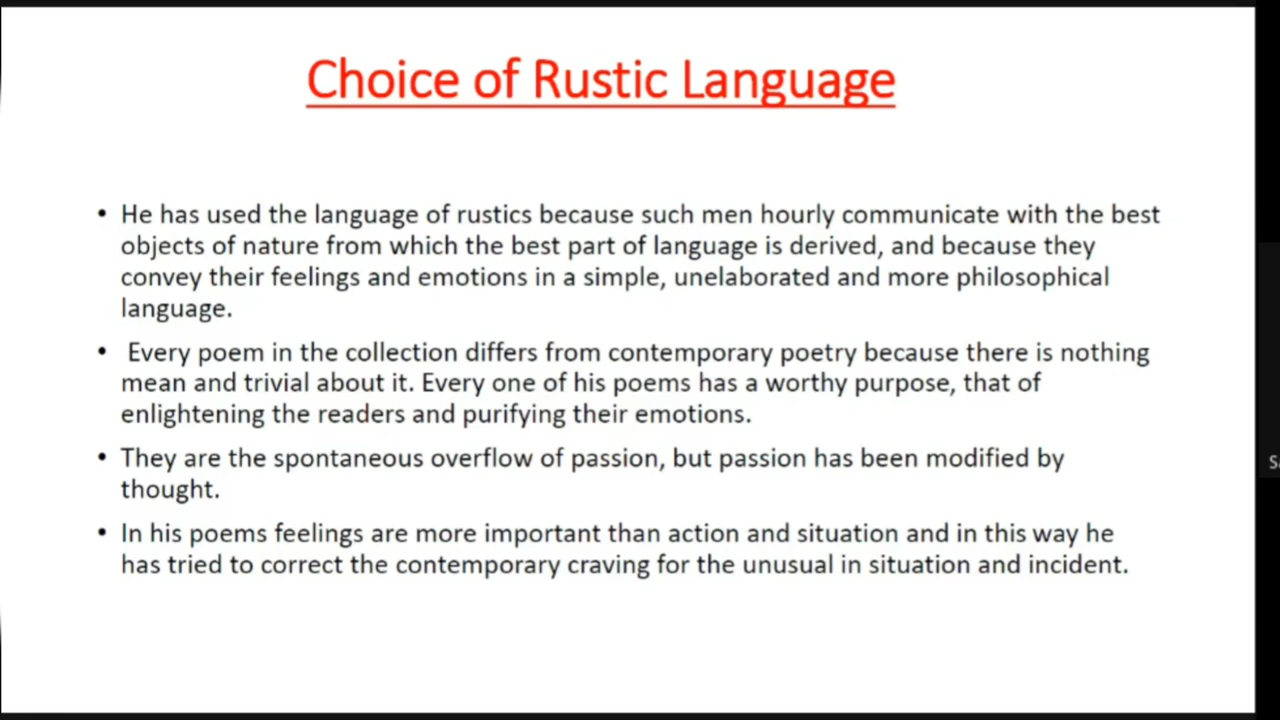 Choice of Rustic Language
• He has used the language of rustics because such men hourly communicate with the best
objects of nature from which the best part of language is derived, and because they
convey their feelings and emotions in a simple, unelaborated and more philosophical
language.
• Every poem in the collection differs from contemporary poetry because there is nothing
mean and trivial about it. Every one of his poems has a worthy purpose, that of
enlightening the readers and purifying their emotions.
• They are the spontaneous overflow of passion, but passion has been modified by
thought.
• In his poems feelings are more important than action and situation and in this way he
has tried to correct the contemporary craving for the unusual in situation and incident.